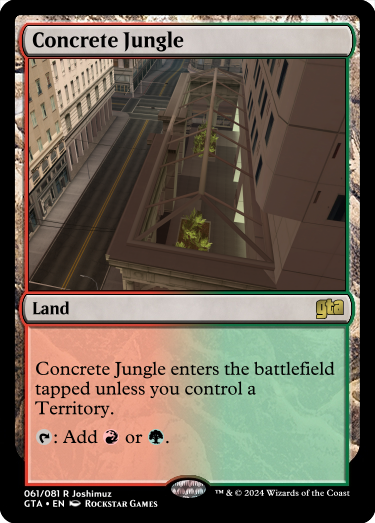 Concrete Jungle
Land
gta
Concrete Jungle enters the battlefield
tapped unless you control a
Territory.
: Add or .
061/081 R Joshimuz
GTA • EN Rockstar Games
™ & © 2024 Wizards of the Coast